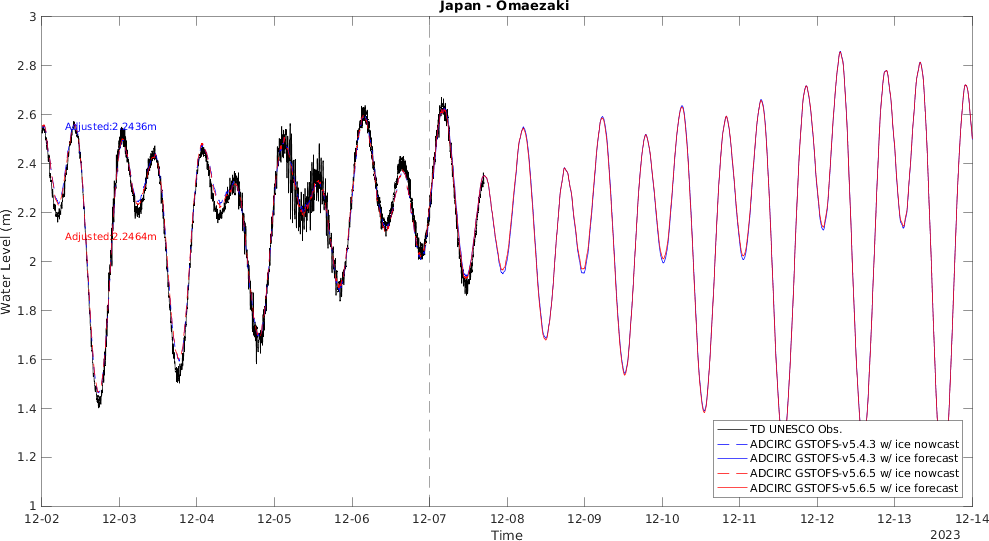 Japan - Omaezaki
3
2.8
2.6
2.4
2.2
2
1.8
1.6
1.4
1.2
1
Water Level (m)
Adjusted:2.2436m
Adjusted:2.2464m
TD UNESCO Obs.
ADCIRC GSTOFS-v5.4.3 w/ ice nowcast
ADCIRC GSTOFS-v5.4.3 w/ ice forecast
ADCIRC GSTOFS-v5.6.5 w/ ice nowcast
ADCIRC GSTOFS-v5.6.5 w/ ice forecast
12-02 12-03 12-04 12-05 12-06 12-07 12-08 12-09 12-10 12-11 12-12 12-13 12-14
Time
2023